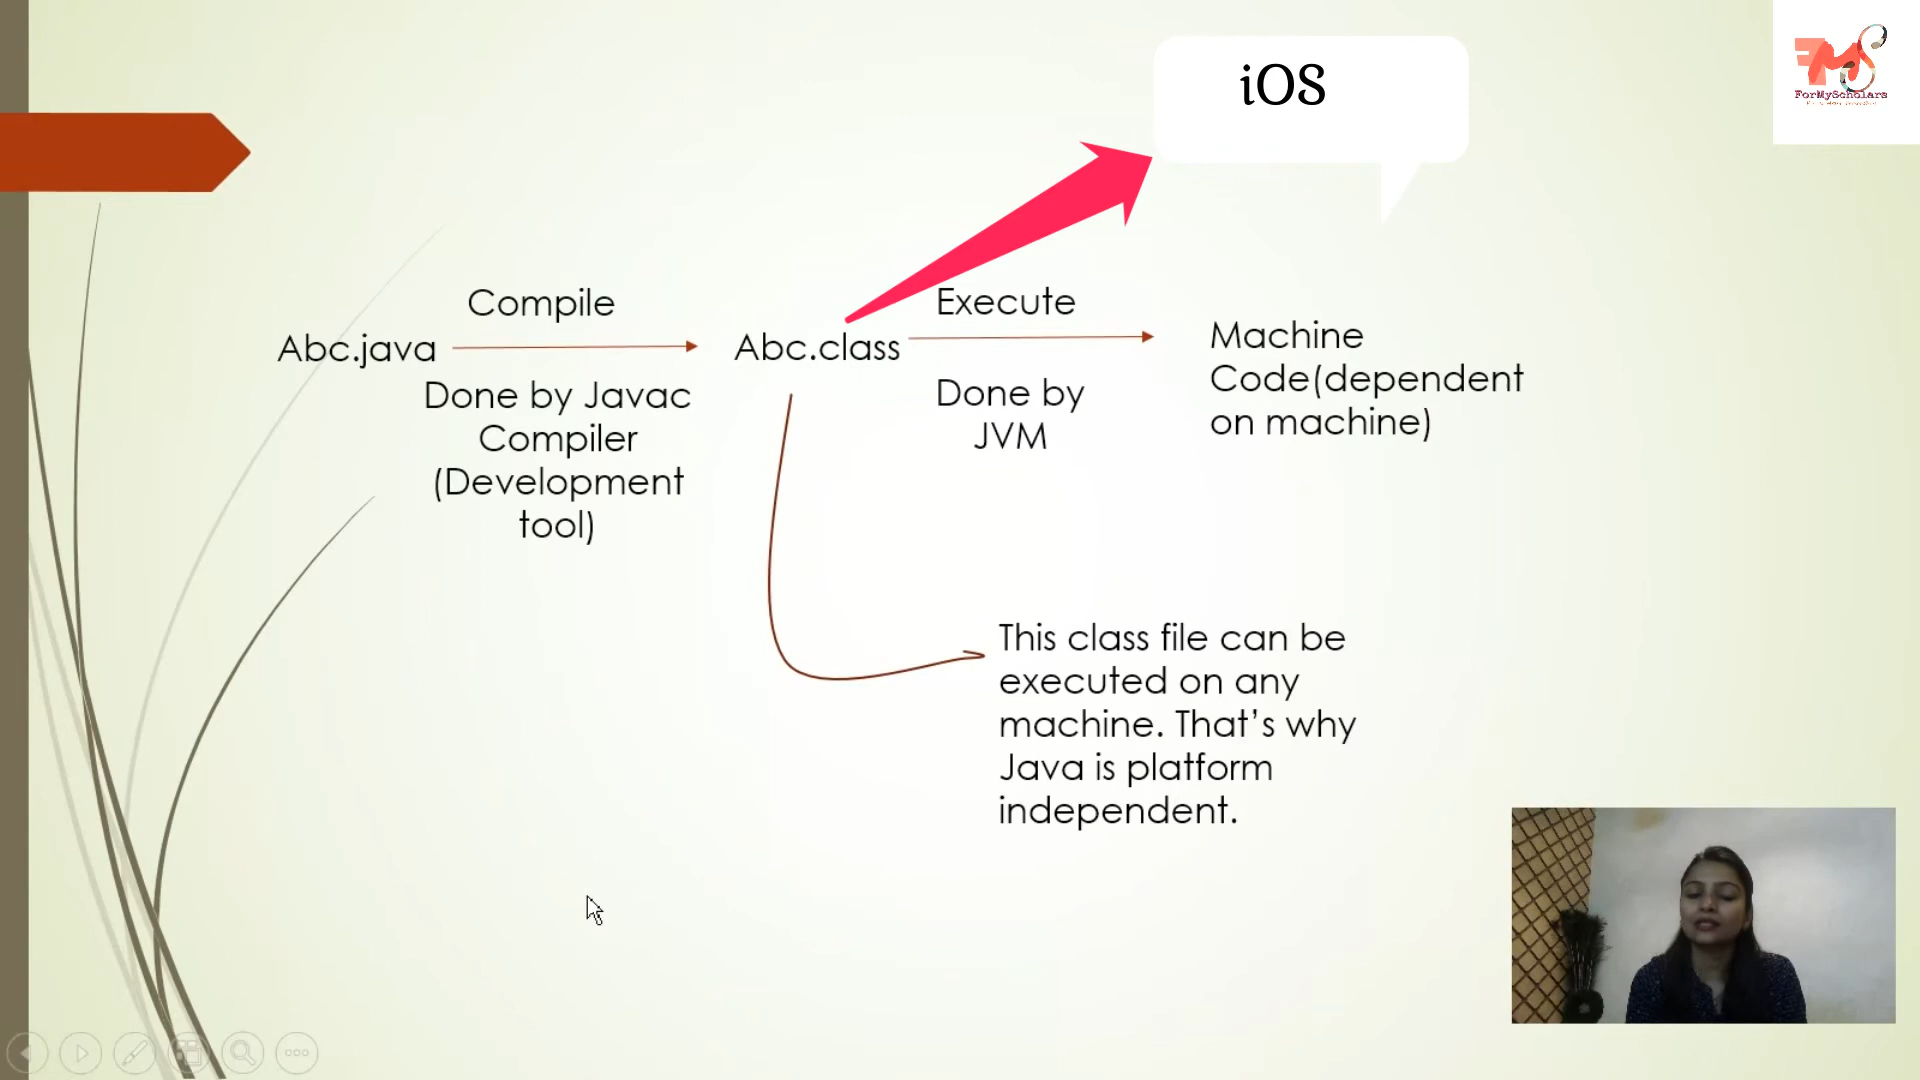 iOS
ForMyScholars
Compile
Abc.java
Done by Javac
Compiler
(Development
tool)
Abc.class
Execute
Done by
JVM
Machine
Code(dependent
on machine)
This class file can be
executed on any
machine. That’s why
Java is platform
independent.